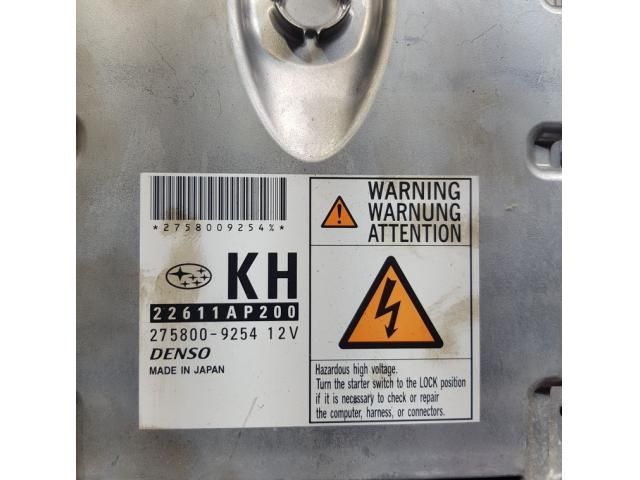 *2758009254%*
KH
22611AP200
275800-9254 12V
DENSO
MADE IN JAPAN
WARNING
WARNUNG
ATTENTION
Hazardous high voltage.
Turn the starter switch to the LOCK position
if it is necessary to check or repair
the computer, harness, or connectors.